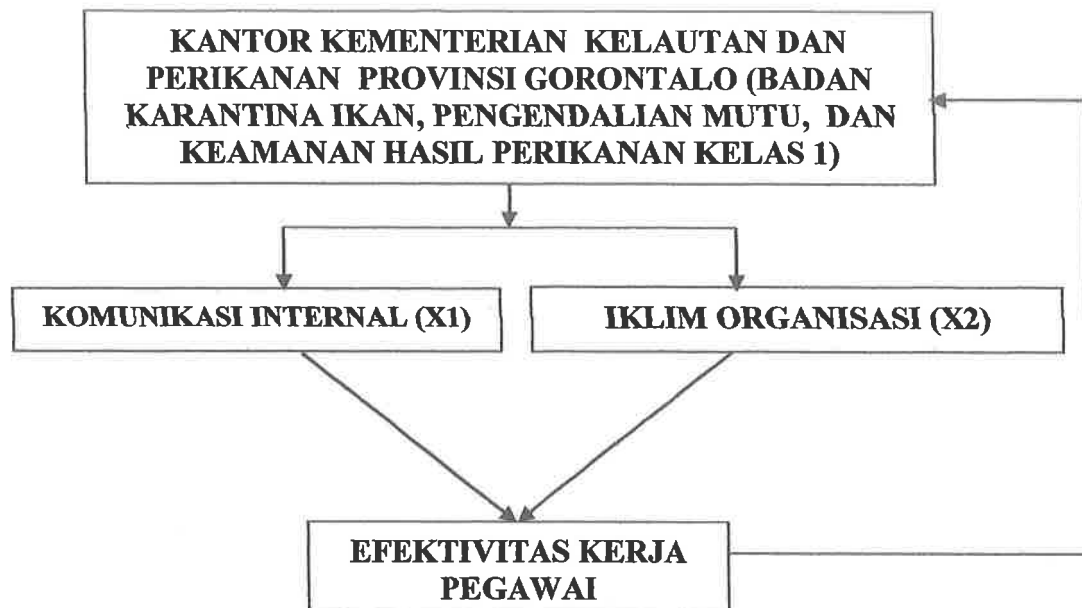 KANTOR KEMENTERIAN KELAUTAN DAN
PERIKANAN PROVINSI GORONTALO (BADAN
KARANTINA IKAN, PENGENDALIAN MUTU, DAN
KEAMANAN HASIL PERIKANAN KELAS 1)
KOMUNIKASI INTERNAL (X1)
IKLIM ORGANISASI (X2)
EFEKTIVITAS KERJA
PEGAWAI